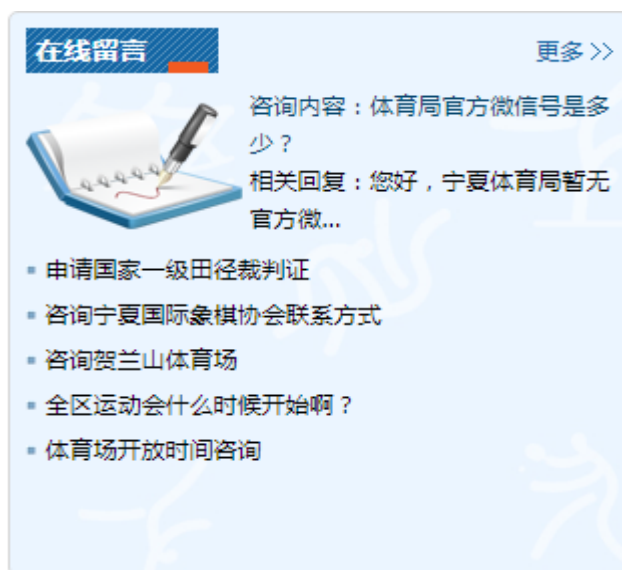 在线留言
更多>>
咨询内容：体育局官方微信号是多
少？
相关回复：您好，宁夏体育局暂无
官方微...
申请国家一级田径裁判证
咨询宁夏国际象棋协会联系方式
咨询贺兰山体育场
全区运动会什么时候开始啊？
体育场开放时间咨询